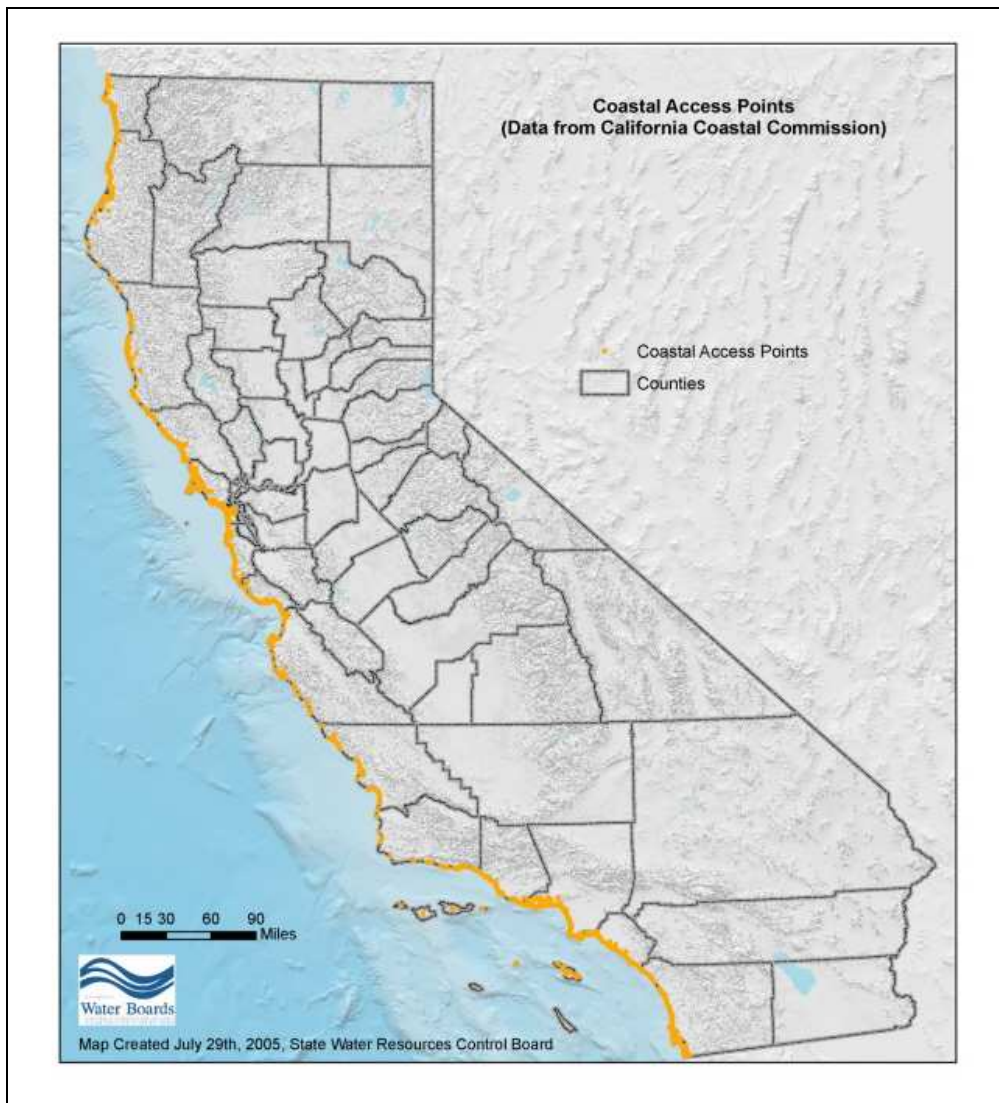 Coastal Access Points
(Data from California Coastal Commission)
Coastal Access Points
Counties
0 15 30 60 90
Miles
Water Boards
Map Created July 29th, 2005, State Water Resources Control Board